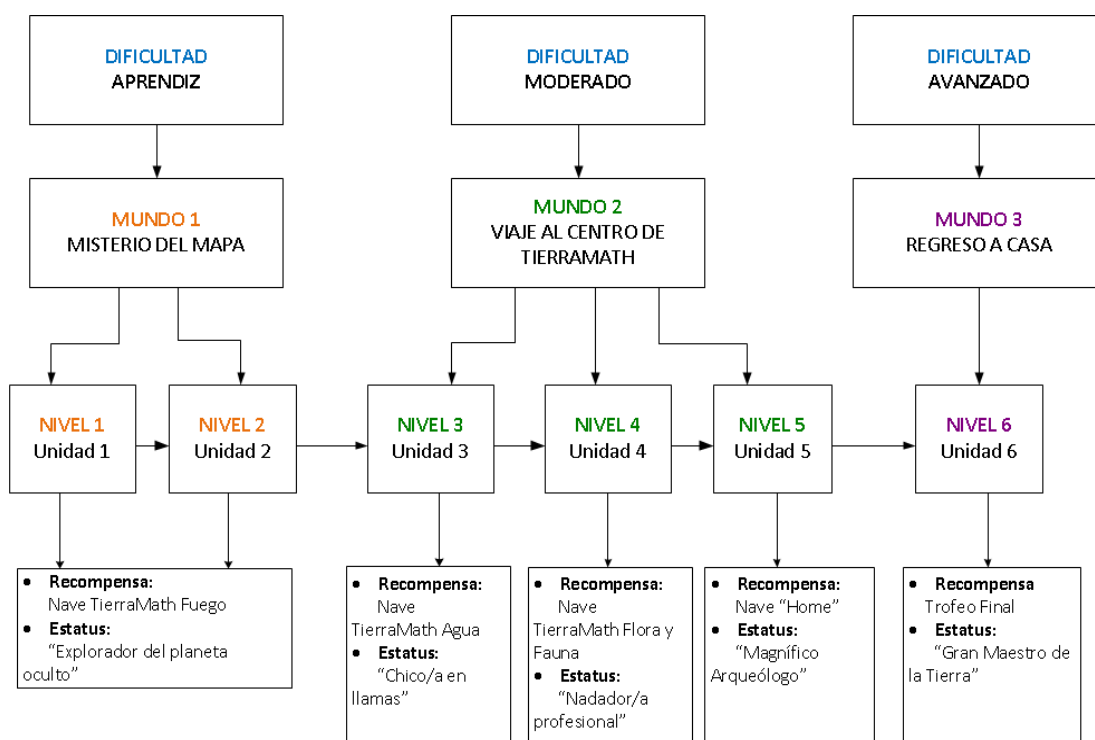 DIFICULTAD
APRENDIZ
DIFICULTAD
MODERADO
DIFICULTAD
AVANZADO
MUNDO 1
MISTERIO DEL MAPA
MUNDO 2
VIAJE AL CENTRO DE
TIERRAMATH
MUNDO 3
REGRESO A CASA
NIVEL 1
Unidad 1
NIVEL 2
Unidad 2
NIVEL 3
Unidad 3
NIVEL 4
Unidad 4
NIVEL 5
Unidad 5
NIVEL 6
Unidad 6
• Recompensa:
Nave TierraMath Fuego
• Estatus:
“Explorador del planeta
oculto”
• Recompensa:
Nave
TierraMath Agua
• Estatus:
“Chico/a en
llamas”
• Recompensa:
Nave
TierraMath Flora y
Fauna
• Estatus:
“Nadador/a
profesional”
• Recompensa:
Nave “Home”
• Estatus:
“Magnífico
Arqueólogo”
• Recompensa
Trofeo Final
• Estatus:
“Gran Maestro de
la Tierra”